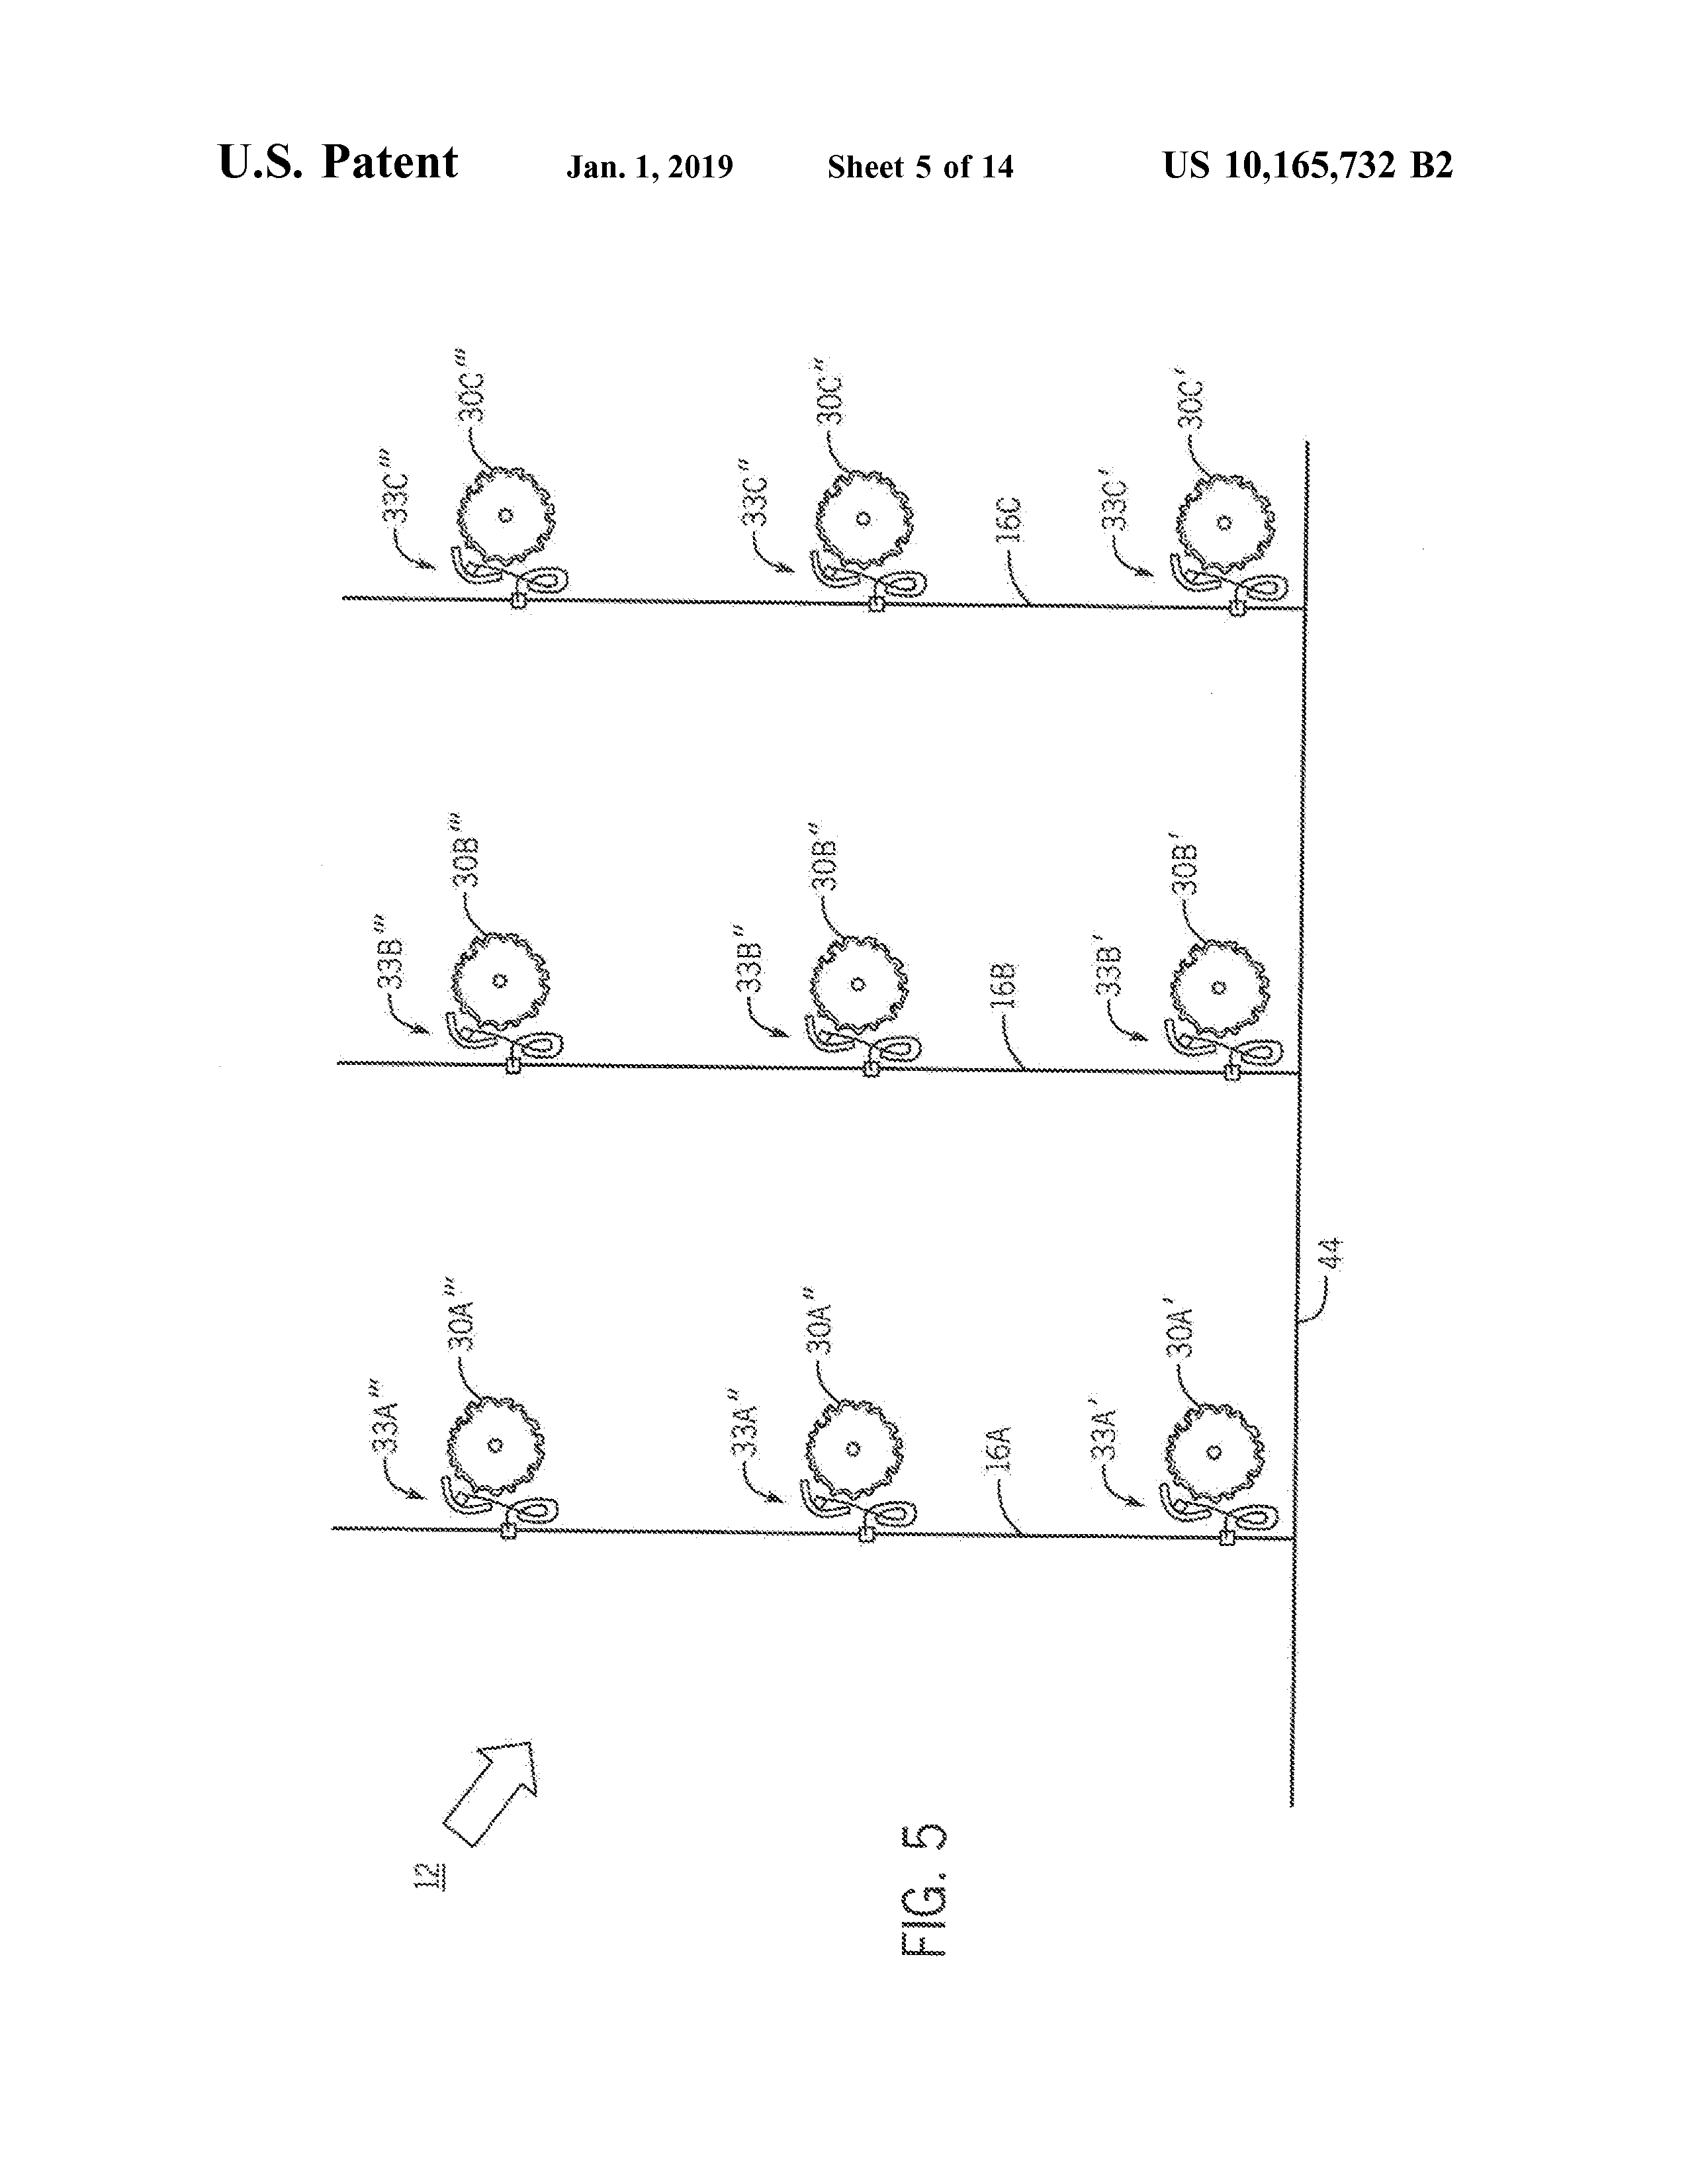 U.S. Patent Jan. 1, 2019 Sheet 5 of 14 US 10,165,732 B2
12
33A''' 30A''' 33B''' 30B''' 33C''' 30C'''
33A'' 30A'' 33B'' 30B'' 33C'' 30C''
16A 16B 16C
33A' 30A' 33B' 30B' 33C' 30C'
44
FIG. 5